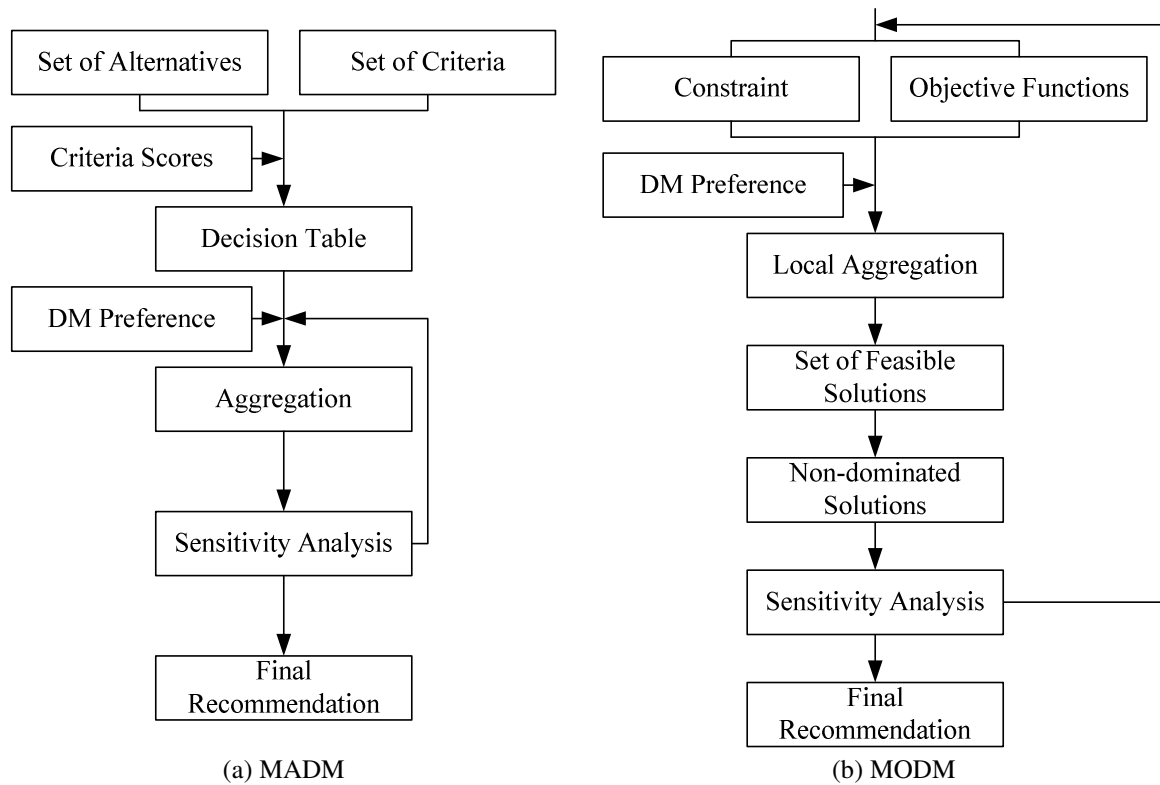 Set of Alternatives
Set of Criteria
Criteria Scores
Decision Table
DM Preference
Aggregation
Sensitivity Analysis
Final
Recommendation
(a) MADM
Constraint
Objective Functions
DM Preference
Local Aggregation
Set of Feasible
Solutions
Non-dominated
Solutions
Sensitivity Analysis
Final
Recommendation
(b) MODM